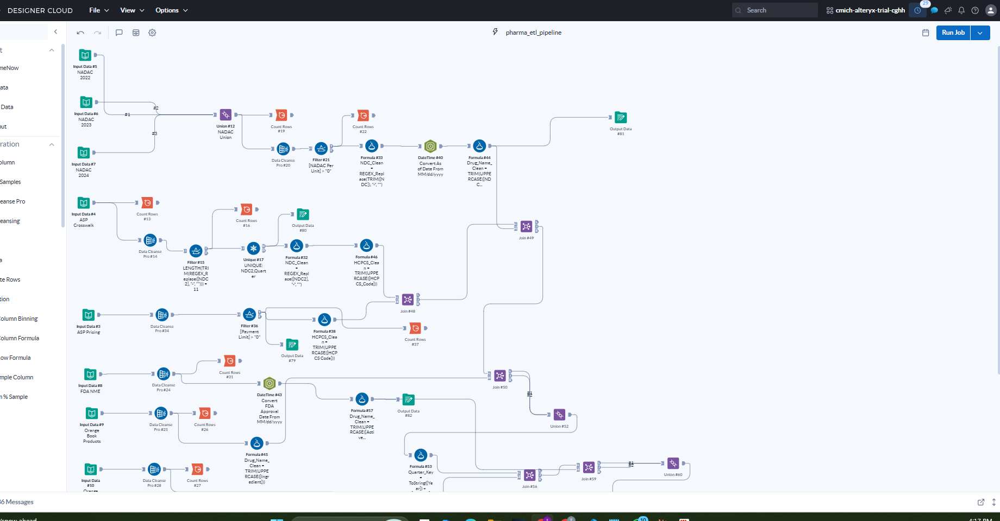 DESIGNER CLOUD
File
View
Options
Search
cmich-alteryx-trial-cghh
29
pharma_etl_pipeline
Run Job
t
meNow
ata
Data
out
ration
olumn
Samples
eanse Pro
eansing
a
te Rows
tion
Column Binning
Column Formula
ow Formula
mple Column
n % Sample
Input Data #5
NADAC
2022
Input Data #6
NADAC
2023
#1
#2
#3
Input Data #7
NADAC
2024
Union #12
NADAC
Union
Count Rows
#19
Data Cleanse
Pro #20
Filter #21
[NADAC Per
Unit] > "0"
Count Rows
#22
Formula #33
NDC_Clean
=
REGEX_Repl
ace(TRIM([N
DC]), "-", "")
DateTime #40
Convert As
of Date From
MM/dd/yyyy
Formula #44
Drug_Name_
Clean =
TRIM(UPPE
RCASE([ND
C...
Output Data
#81
Input Data #4
ASP
Crosswalk
Count Rows
#13
Data Cleanse
Pro #14
Filter #15
LENGTH(TRI
M(REGEX_R
eplace([NDC
2], "-", ""))) =
11
Count Rows
#16
Unique #17
UNIQUE:
NDC2,Quart
er
Output Data
#80
Formula #32
NDC_Clean
=
REGEX_Repl
ace([NDC2],
"-", "")
Formula #46
HCPCS_Clea
n =
TRIM(UPPE
RCASE([HCP
CS_Code]))
Join #49
Join #48
Input Data #3
ASP Pricing
Data Cleanse
Pro #34
Filter #36
[Payment
Limit] > "0"
Formula #38
HCPCS_Clea
n =
TRIM(UPPE
RCASE([HCP
CS Code]))
Count Rows
#37
Output Data
#79
Input Data #8
FDA NME
Data Cleanse
Pro #24
Count Rows
#31
DateTime #43
Convert
FDA
Approval
Date From
MM/dd/yyyy
Formula #57
Drug_Name_
Clean =
TRIM(UPPE
RCASE([Acti
ve...
Output Data
#82
Join #50
#1
#2
Union #52
Input Data #9
Orange
Book
Products
Data Cleanse
Pro #25
Count Rows
#26
Formula #45
Drug_Name_
Clean =
TRIM(UPPE
RCASE([Ingr
edient]))
Input Data
#10
Orange
Data Cleanse
Pro #28
Count Rows
#27
Formula #53
Quarter_Key
=
ToString([Ye
ar]) +
Join #56
Join #59
#1
#2
Union #60
36 Messages
/snow ahead
10
4:17 PM